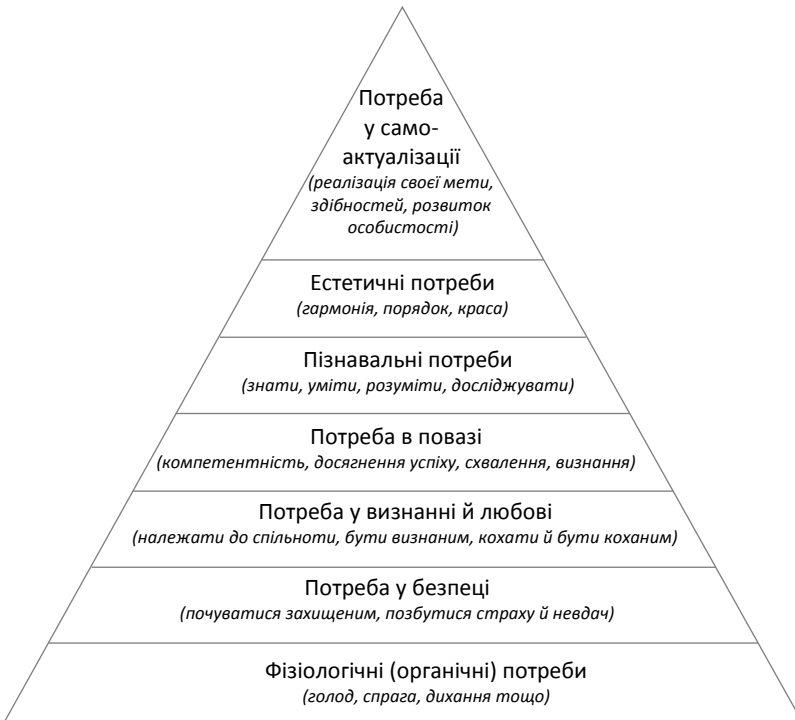 Потреба
у само-
актуалізації
(реалізація своєї мети,
здібностей, розвиток
особистості)
Естетичні потреби
(гармонія, порядок, краса)
Пізнавальні потреби
(знати, уміти, розуміти, досліджувати)
Потреба в повазі
(компетентність, досягнення успіху, схвалення, визнання)
Потреба у визнанні й любові
(належати до спільноти, бути визнаним, кохати й бути коханим)
Потреба у безпеці
(почуватися захищеним, позбутися страху й невдач)
Фізіологічні (органічні) потреби
(голод, спрага, дихання тощо)